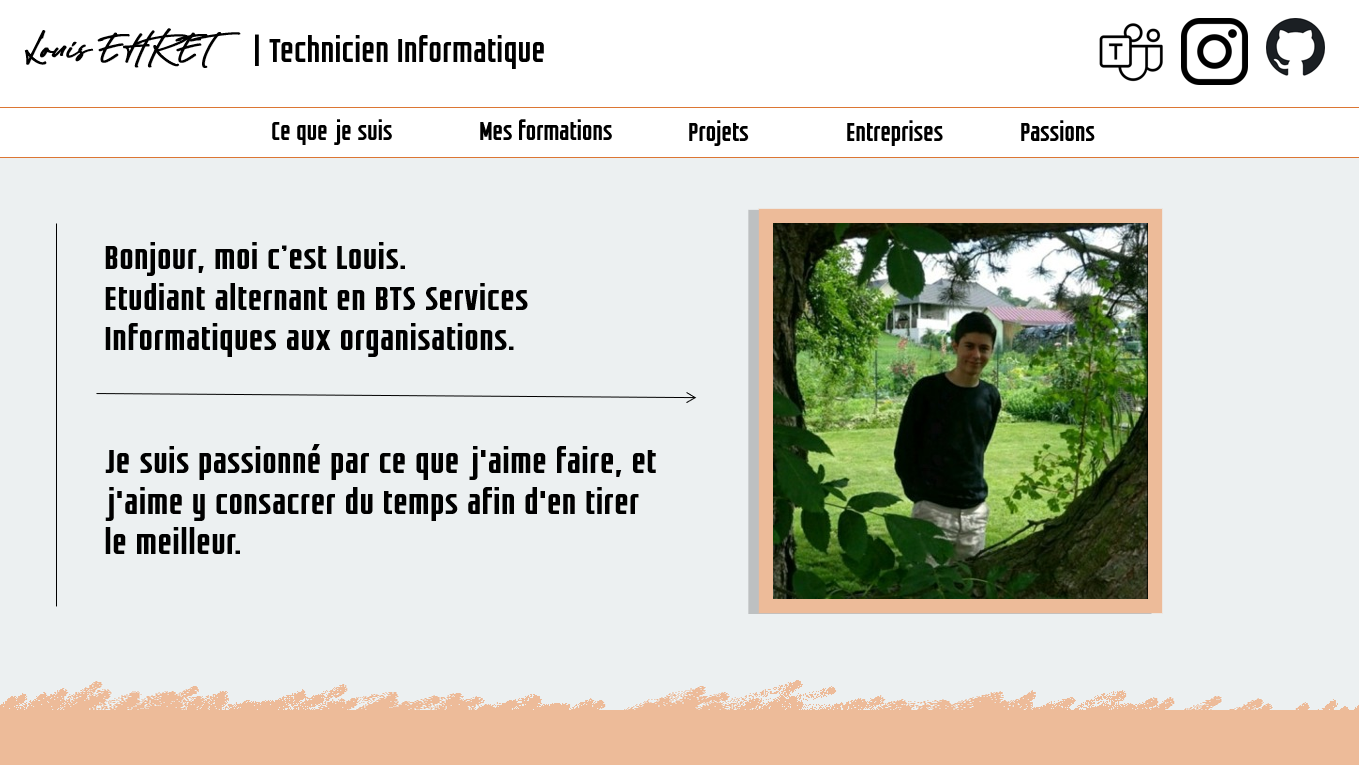 Louis EHRET | Technicien Informatique
T
Ce que je suis Mes formations Projets Entreprises Passions
Bonjour, moi c'est Louis.
Etudiant alternant en BTS Services
Informatiques aux organisations.
Je suis passionné par ce que j'aime faire, et
j'aime y consacrer du temps afin d'en tirer
le meilleur.